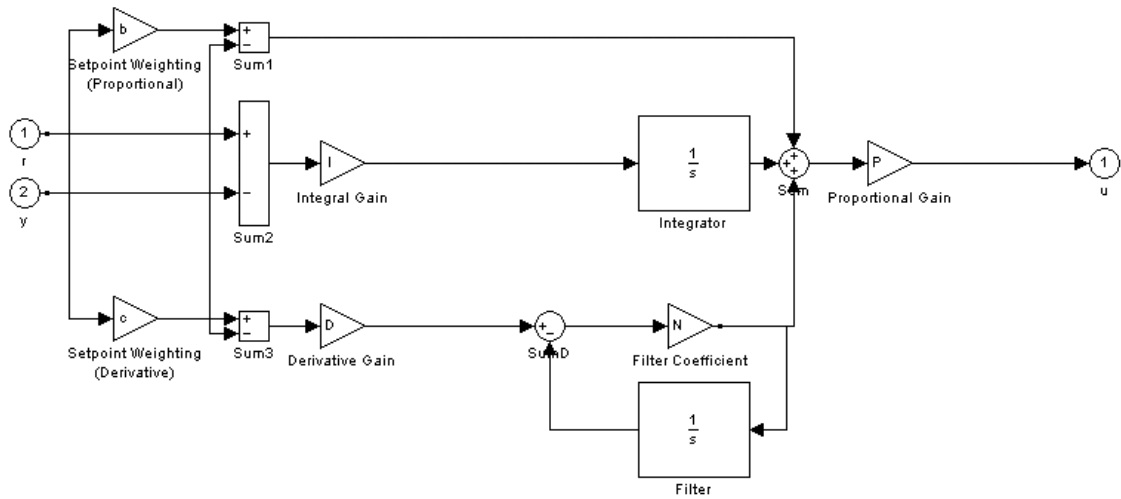 b
+
−
Setpoint Weighting
(Proportional)
Sum1
1
r
+
2
y
−
Sum2
I
Integral Gain
1
s
Integrator
+
+
+
Sum
P
Proportional Gain
1
u
c
Setpoint Weighting
(Derivative)
+
−
Sum3
D
Derivative Gain
+
−
SumD
N
Filter Coefficient
1
s
Filter